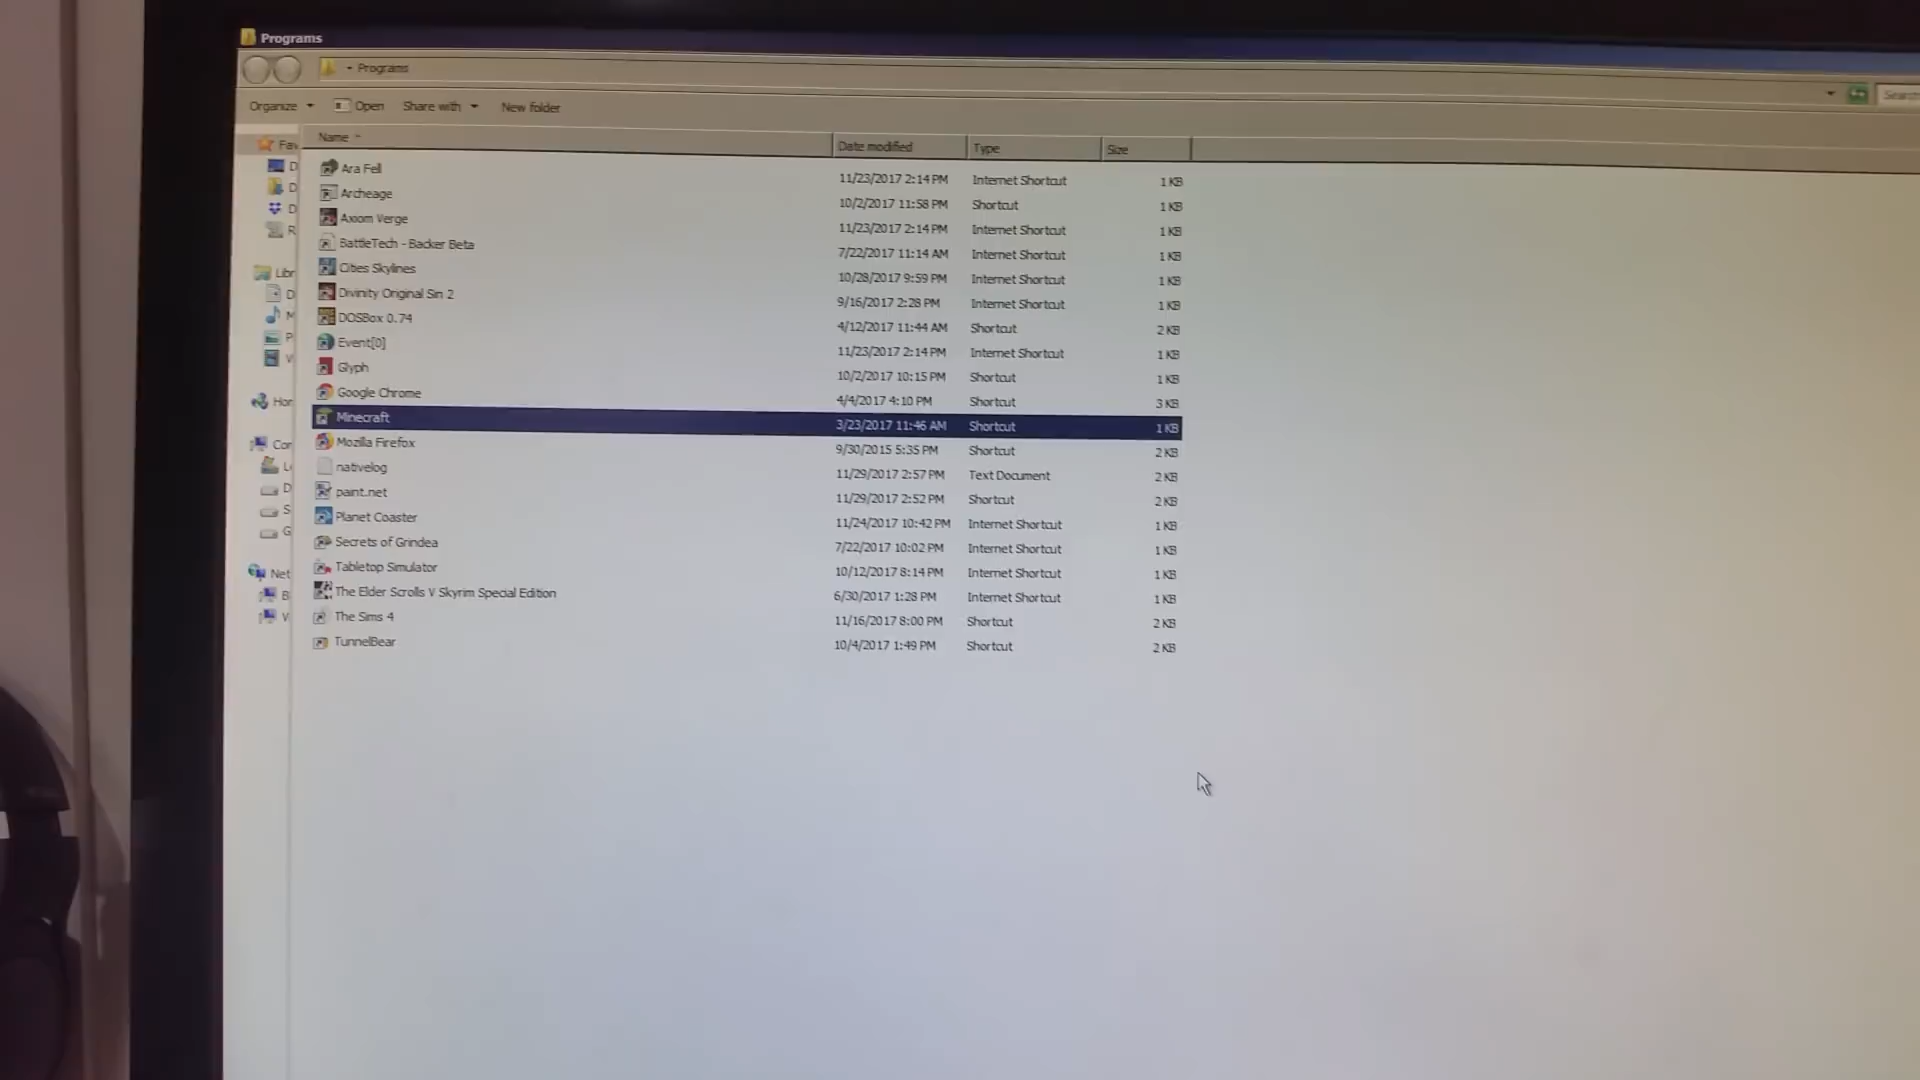 Programs
Programs
Organize Open Share with New folder
Name Date modified Type Size
Ara Fell 11/23/2017 2:14 PM Internet Shortcut 1 KB
Archeage 10/2/2017 11:58 PM Shortcut 1 KB
Axiom Verge 11/23/2017 2:14 PM Internet Shortcut 1 KB
BattleTech - Backer Beta 7/22/2017 11:14 AM Internet Shortcut 1 KB
Cities Skylines 10/28/2017 9:59 PM Internet Shortcut 1 KB
Divinity Original Sin 2 9/16/2017 2:28 PM Internet Shortcut 1 KB
DOSBox 0.74 4/12/2017 11:44 AM Shortcut 2 KB
Event[0] 11/23/2017 2:14 PM Internet Shortcut 1 KB
Glyph 10/2/2017 10:15 PM Shortcut 1 KB
Google Chrome 4/4/2017 4:10 PM Shortcut 3 KB
Minecraft 3/23/2017 11:46 AM Shortcut 1 KB
Mozilla Firefox 9/30/2015 5:35 PM Shortcut 2 KB
nativelog 11/29/2017 2:57 PM Text Document 2 KB
paint.net 11/29/2017 2:52 PM Shortcut 2 KB
Planet Coaster 11/24/2017 10:42 PM Internet Shortcut 1 KB
Secrets of Grindea 7/22/2017 10:02 PM Internet Shortcut 1 KB
Tabletop Simulator 10/12/2017 8:14 PM Internet Shortcut 1 KB
The Elder Scrolls V Skyrim Special Edition 6/30/2017 1:28 PM Internet Shortcut 1 KB
The Sims 4 11/16/2017 8:00 PM Shortcut 2 KB
TunnelBear 10/4/2017 1:49 PM Shortcut 2 KB
Fav
D
D
D
R
Libr
D
M
P
V
Hor
Cor
L
D
S
G
Net
B
V